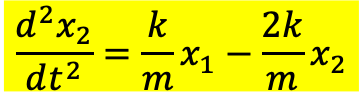 d²x₂/dt² = k/m x₁ − 2k/m x₂